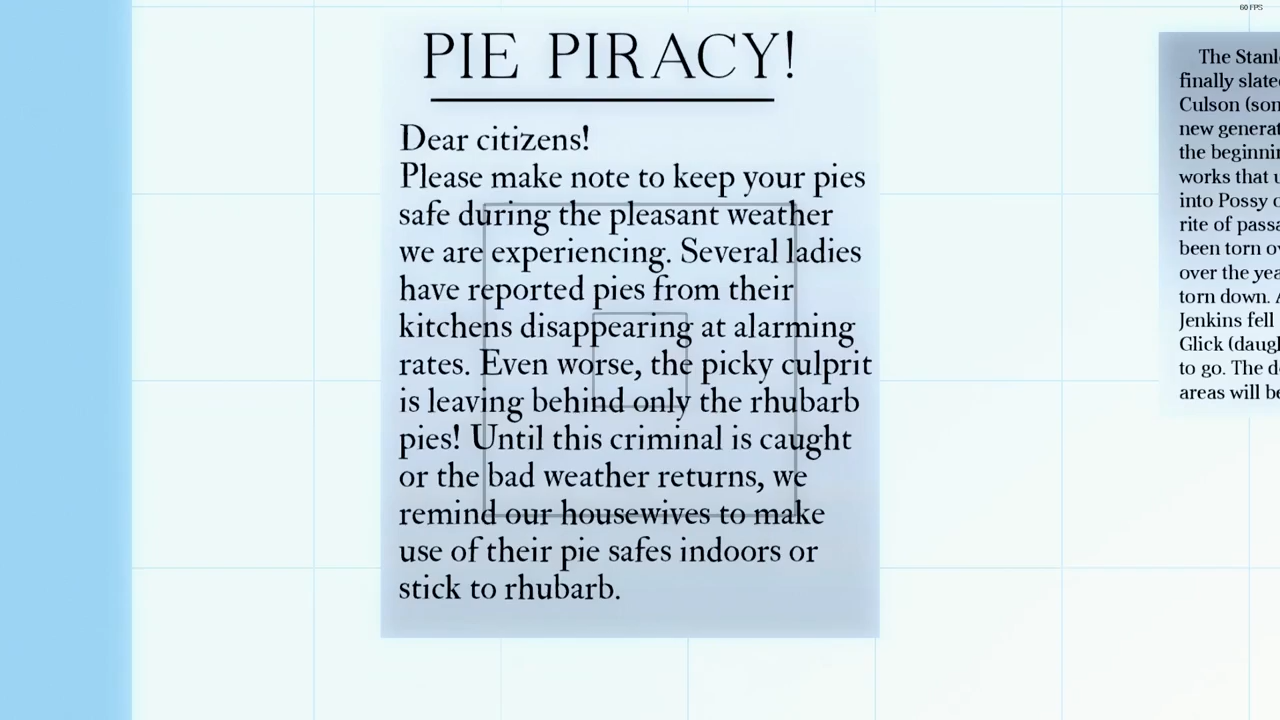 60 FPS
PIE PIRACY!
Dear citizens!
Please make note to keep your pies
safe during the pleasant weather
we are experiencing. Several ladies
have reported pies from their
kitchens disappearing at alarming
rates. Even worse, the picky culprit
is leaving behind only the rhubarb
pies! Until this criminal is caught
or the bad weather returns, we
remind our housewives to make
use of their pie safes indoors or
stick to rhubarb.
The
finally
Culson
new
the
works that
into Possy
rite of
been torn
over the
torn down.
Jenkins fell
Glick
to go. The
areas will